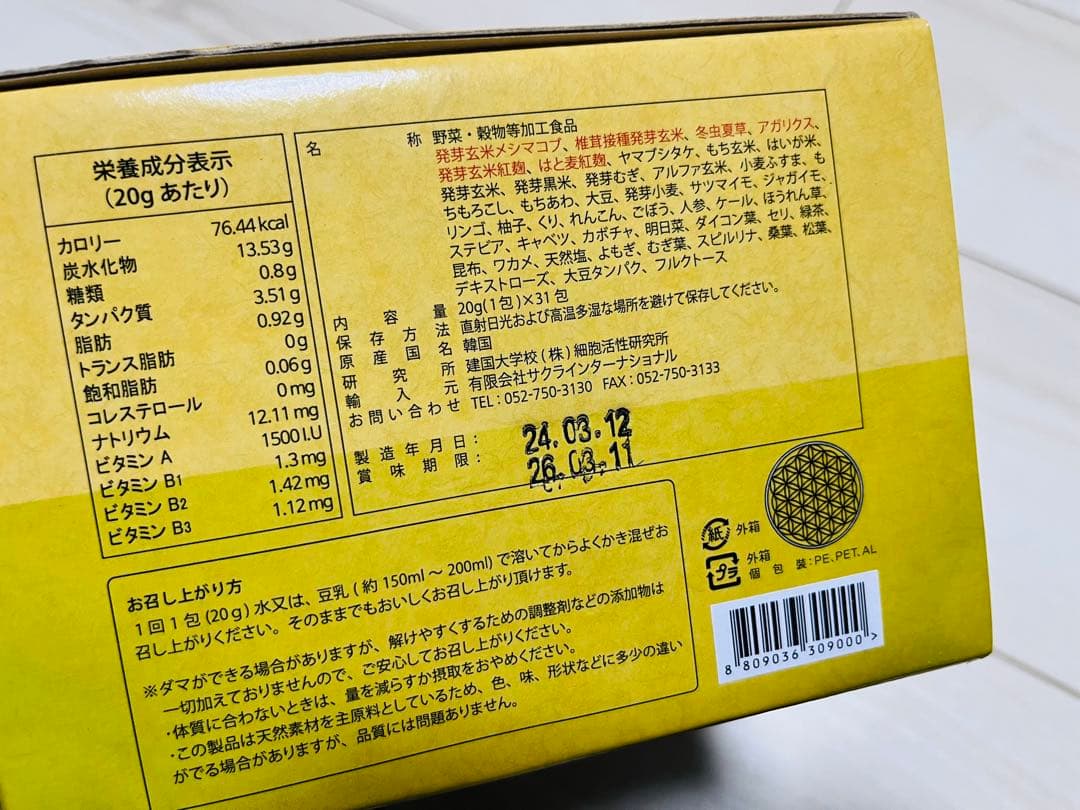 栄養成分表示
(20g あたり)
カロリー 76.44 kcal
炭水化物 13.53g
糖類 0.8g
タンパク質 3.51g
脂肪 0.92g
トランス脂肪 0g
飽和脂肪 0.06g
コレステロール 0mg
ナトリウム 12.11mg
ビタミン A 1500I.U
ビタミン B1 1.3mg
ビタミン B2 1.42mg
ビタミン B3 1.12mg
名称 野菜・穀物等加工食品
発芽玄米メシマコブ、椎茸接種発芽玄米、冬虫夏草、アガリクス、
発芽玄米紅麹、はと麦紅麹、ヤマブシタケ、もち玄米、はいが米、
発芽玄米、発芽黒米、発芽むぎ、アルファ玄米、小麦ふすま、も
ちもろこし、もちあわ、大豆、発芽小麦、サツマイモ、ジャガイモ、
リンゴ、柚子、くり、れんこん、ごぼう、人参、ケール、ほうれん草、
ステビア、キャベツ、カボチャ、明日菜、ダイコン葉、セリ、緑茶、
昆布、ワカメ、天然塩、よもぎ、むぎ葉、スピルリナ、桑葉、松葉、
デキストローズ、大豆タンパク、フルクトース
内容量 20g(1包)×31包
保存方法 直射日光および高温多湿な場所を避けて保存してください。
原産国名 韓国
研究所 建国大学校(株)細胞活性研究所
輸入元 有限会社サクラインターナショナル
お問い合わせ TEL:052-750-3130 FAX:052-750-3133
製造年月日: 24.03.12
賞味期限: 26.03.11
お召し上がり方
1回1包(20g)水又は、豆乳(約150ml～200ml)で溶いてからよくかき混ぜお
召し上がりください。そのままでもおいしくお召し上がり頂けます。
※ダマができる場合がありますが、解けやすくするための調整剤などの添加物は
一切加えておりませんので、ご安心してお召し上がりください。
・体質に合わないときは、量を減らすか摂取をおやめください。
・この製品は天然素材を主原料としているため、色、味、形状などに多少の違い
がでる場合がありますが、品質には問題ありません。
紙 外箱
プラ 外箱
個包装:PE、PET、AL
8 809036 309000 >